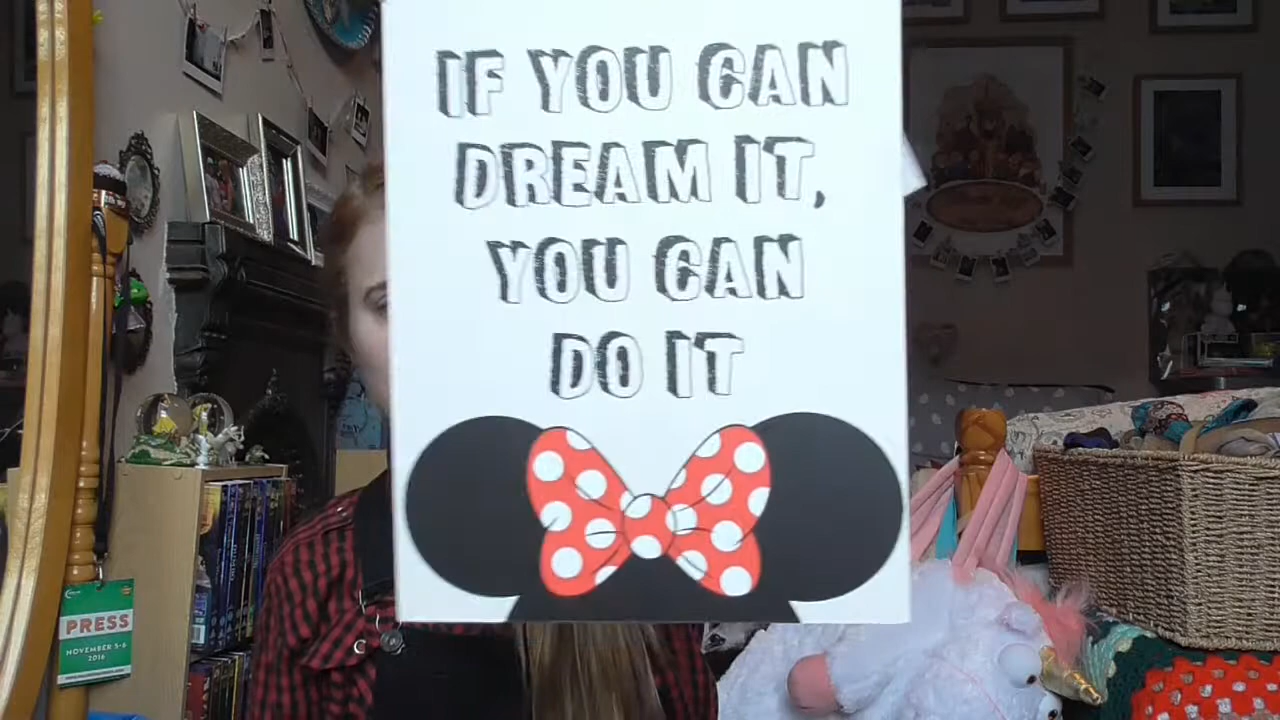 IF YOU CAN
DREAM IT,
YOU CAN
DO IT
PRESS
NOVEMBER 5-6
2016